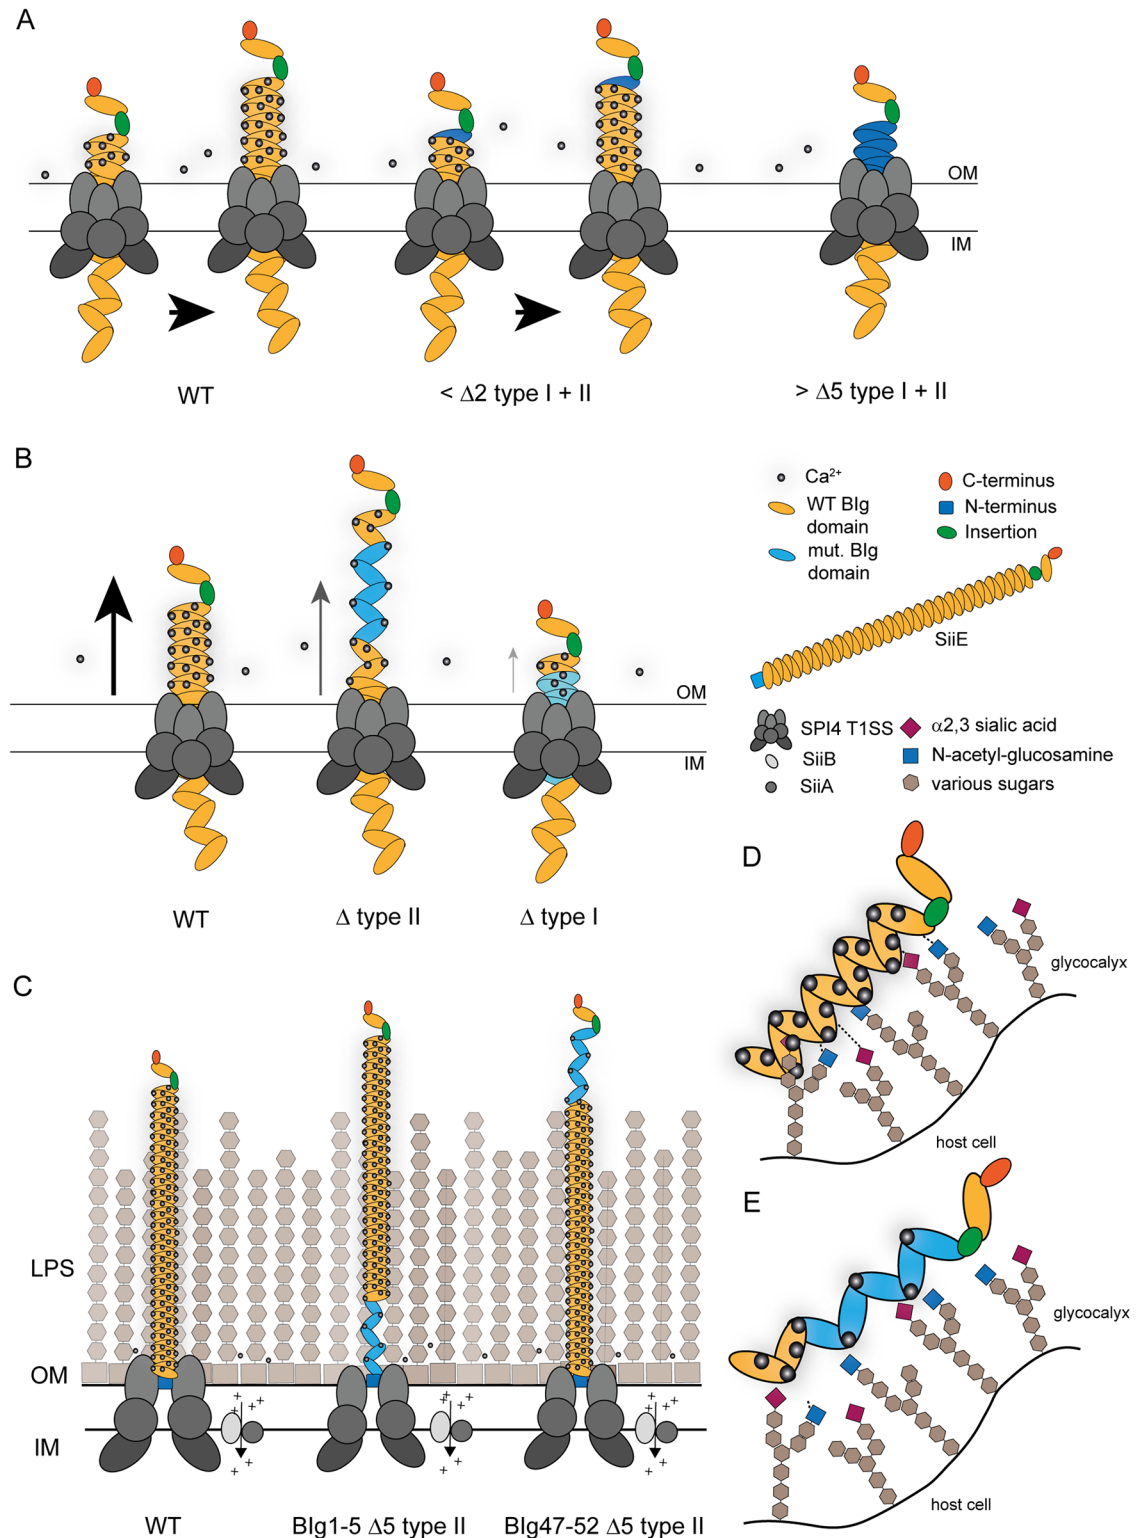 A
OM
IM
WT
< Δ2 type I + II
> Δ5 type I + II
B
OM
IM
WT
Δ type II
Δ type I
Ca²⁺
WT BIg
domain
mut. BIg
domain
C-terminus
N-terminus
Insertion
SiiE
SPI4 T1SS
SiiB
SiiA
α2,3 sialic acid
N-acetyl-glucosamine
various sugars
C
LPS
OM
IM
+ + + + + +
+ + + + + +
+ + + + + +
WT
BIg1-5 Δ5 type II
BIg47-52 Δ5 type II
D
glycocalyx
host cell
E
glycocalyx
host cell